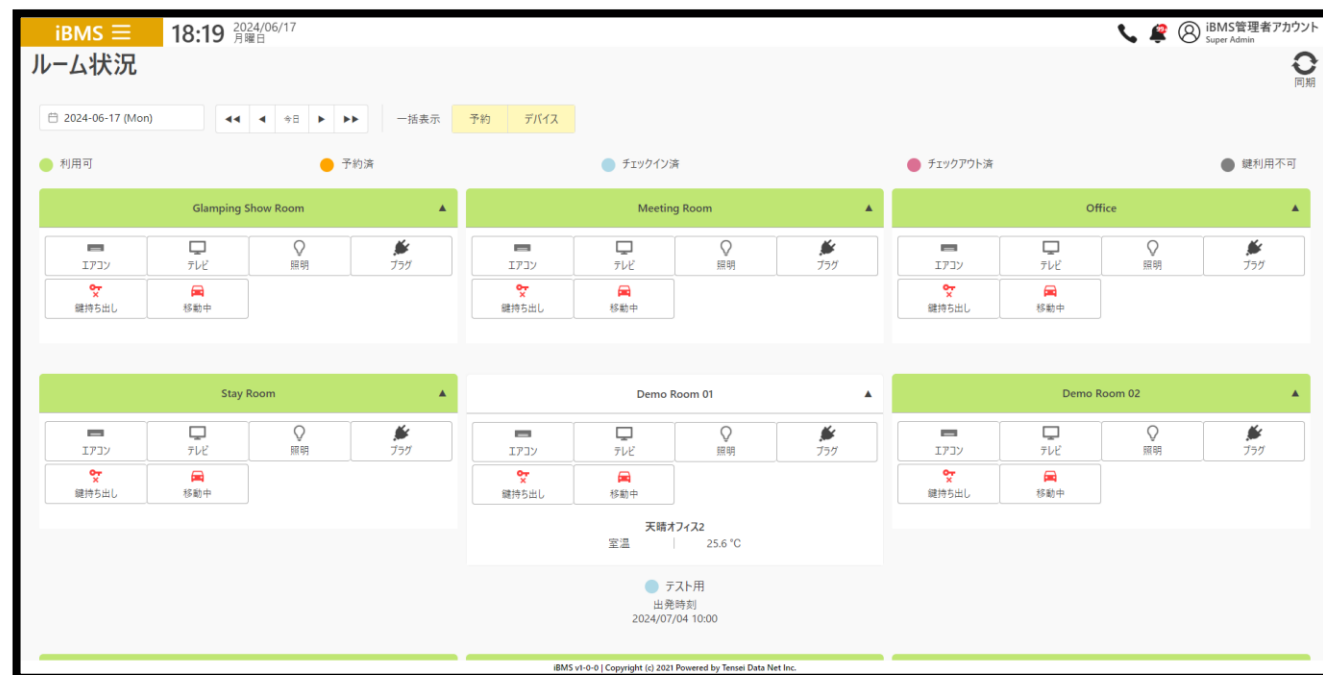 iBMS
18:19 2024/06/17
月曜日
iBMS管理者アカウント
Super Admin
ルーム状況
同期
2024-06-17 (Mon)
今日
一括表示
予約
デバイス
利用可
予約済
チェックイン済
チェックアウト済
鍵利用不可
Glamping Show Room
エアコン
テレビ
照明
プラグ
鍵持ち出し
移動中
Meeting Room
エアコン
テレビ
照明
プラグ
鍵持ち出し
移動中
Office
エアコン
テレビ
照明
プラグ
鍵持ち出し
移動中
Stay Room
エアコン
テレビ
照明
プラグ
鍵持ち出し
移動中
Demo Room 01
エアコン
テレビ
照明
プラグ
鍵持ち出し
移動中
天晴オフィス2
室温 | 25.6 °C
テスト用
出発時刻
2024/07/04 10:00
Demo Room 02
エアコン
テレビ
照明
プラグ
鍵持ち出し
移動中
iBMS v1-0-0 | Copyright (c) 2021 Powered by Tensei Data Net Inc.